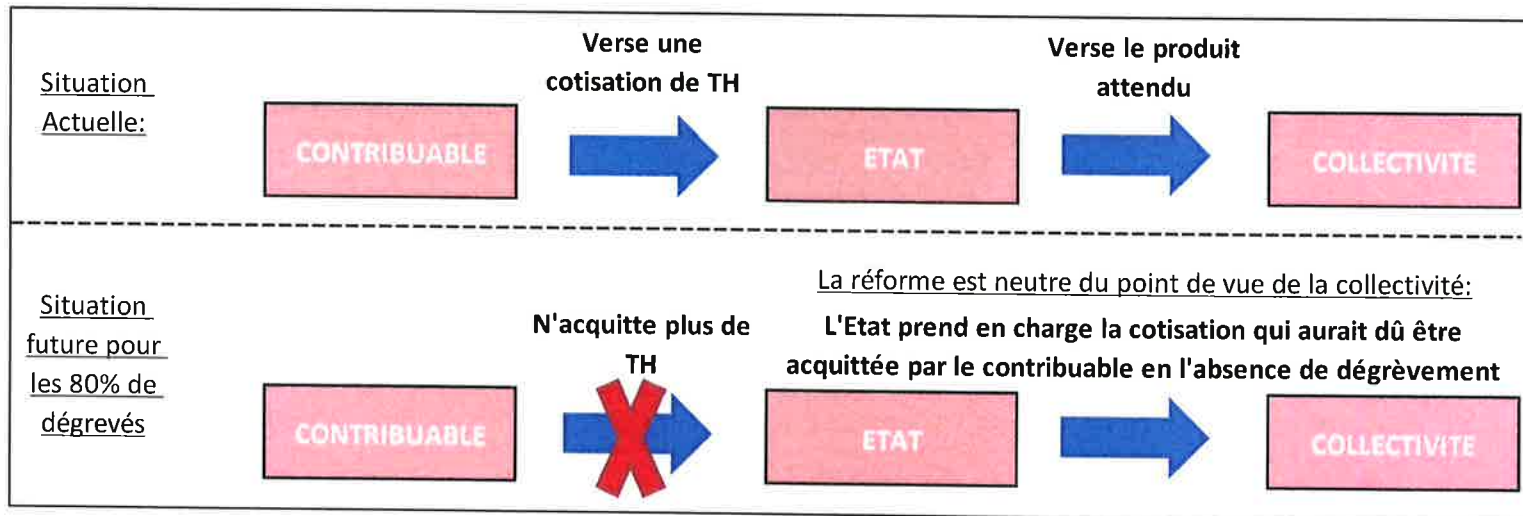 Situation
Actuelle:
Verse une
cotisation de TH
Verse le produit
attendu
CONTRIBUABLE
ETAT
COLLECTIVITE
Situation
future pour
les 80% de
dégrevés
N'acquitte plus de
TH
La réforme est neutre du point de vue de la collectivité:
L'Etat prend en charge la cotisation qui aurait dû être
acquittée par le contribuable en l'absence de dégrèvement
CONTRIBUABLE
ETAT
COLLECTIVITE